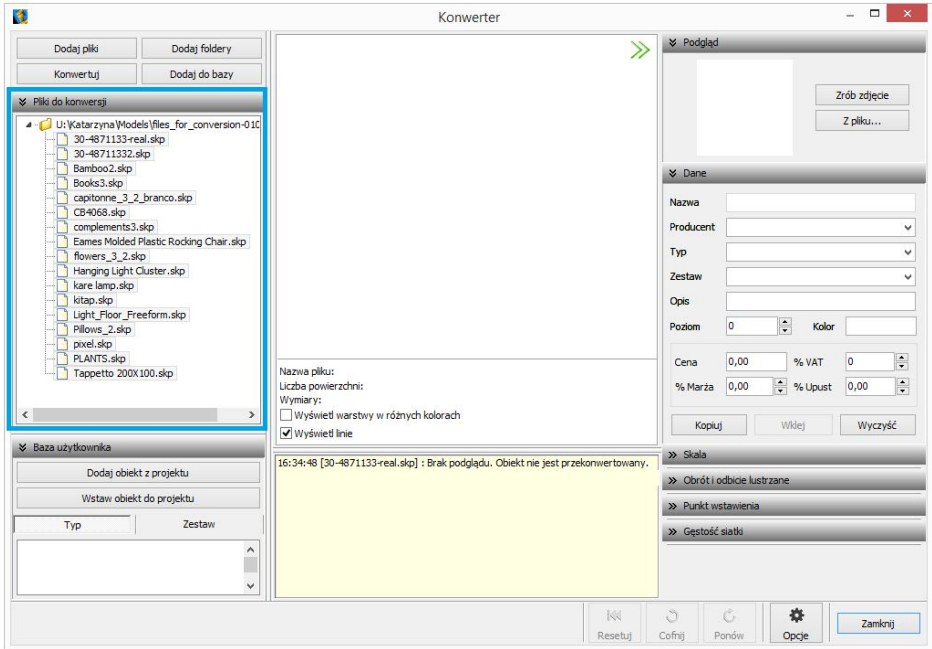 Konwerter
Dodaj pliki
Dodaj foldery
Konwertuj
Dodaj do bazy
Pliki do konwersji
U:\Katarzyna\Models\files_for_conversion-010
30-4871133-real.skp
30-48711332.skp
Bamboo2.skp
Books3.skp
capitonne_3_2_branco.skp
CB4068.skp
complements3.skp
Eames Molded Plastic Rocking Chair.skp
flowers_3_2.skp
Hanging Light Cluster.skp
kare lamp.skp
kitap.skp
Light_Floor_Freeform.skp
Pillows_2.skp
pixel.skp
PLANTS.skp
Tappetto 200X100.skp
Baza użytkownika
Dodaj obiekt z projektu
Wstaw obiekt do projektu
Typ
Zestaw
Nazwa pliku:
Liczba powierzchni:
Wymiary:
Wyświetl warstwy w różnych kolorach
Wyświetl linie
16:34:48 [30-4871133-real.skp] : Brak podglądu. Obiekt nie jest przekonwertowany.
Podgląd
Zrób zdjęcie
Z pliku...
Dane
Nazwa
Producent
Typ
Zestaw
Opis
Poziom 0 Kolor
Cena 0,00 % VAT 0
% Marża 0,00 % Upust 0,00
Kopiuj
Wklej
Wyczyść
Skala
Obrót i odbicie lustrzane
Punkt wstawienia
Gęstość siatki
Resetuj
Cofnij
Ponów
Opcje
Zamknij